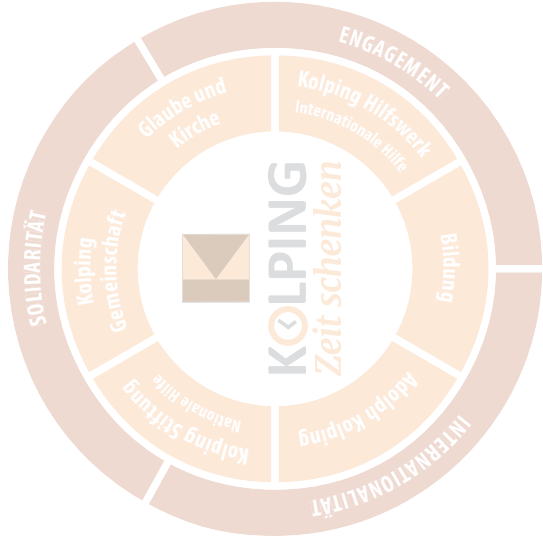 ENGAGEMENT
INTERNATIONALITÄT
SOLIDARITÄT
Kolping Hilfswerk
Internationale Hilfe
Bildung
Adolph Kolping
Kolping Stiftung
Nationale Hilfe
Kolping
Gemeinschaft
Glaube und
Kirche
KOLPING
Zeit schenken